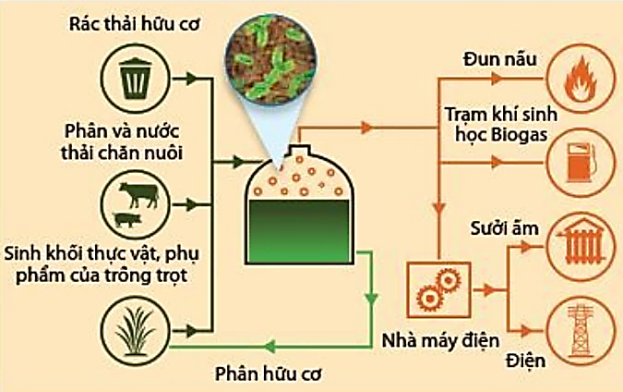 Rác thải hữu cơ
Phân và nước
thải chăn nuôi
Sinh khối thực vật, phụ
phẩm của trồng trọt
Phân hữu cơ
Đun nấu
Trạm khí sinh
học Biogas
Sưởi ấm
Nhà máy điện
Điện